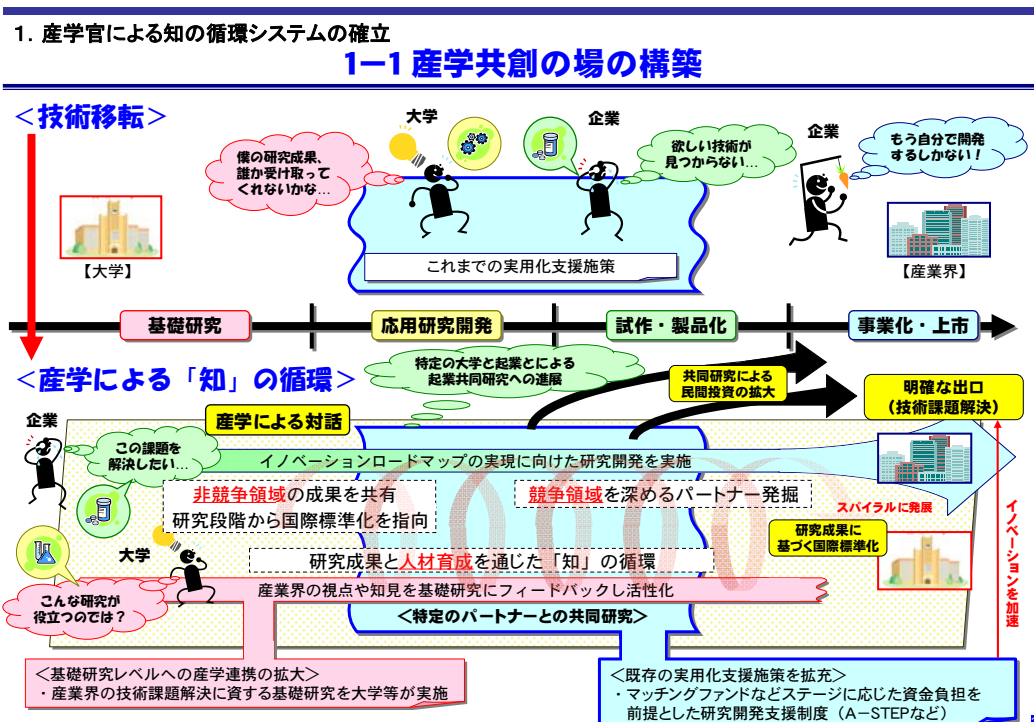 1．産学官による知の循環システムの確立
1－1 産学共創の場の構築
＜技術移転＞
大学
企業
企業
僕の研究成果、
誰か受け取って
くれないかな…
欲しい技術が
見つからない…
もう自分で開発
するしかない！
【大学】
これまでの実用化支援施策
【産業界】
基礎研究
応用研究開発
試作・製品化
事業化・上市
＜産学による「知」の循環＞
特定の大学と起業とによる
起業共同研究への進展
共同研究による
民間投資の拡大
明確な出口
（技術課題解決）
企業
産学による対話
この課題を
解決したい…
イノベーションロードマップの実現に向けた研究開発を実施
非競争領域の成果を共有
研究段階から国際標準化を指向
競争領域を深めるパートナー発掘
スパイラルに発展
研究成果に
基づく国際標準化
イノベーションを加速
大学
研究成果と人材育成を通じた「知」の循環
産業界の視点や知見を基礎研究にフィードバックし活性化
こんな研究が
役立つのでは？
＜特定のパートナーとの共同研究＞
＜基礎研究レベルへの産学連携の拡大＞
・産業界の技術課題解決に資する基礎研究を大学等が実施
＜既存の実用化支援施策を拡充＞
・マッチングファンドなどステージに応じた資金負担を
前提とした研究開発支援制度（A－STEPなど）